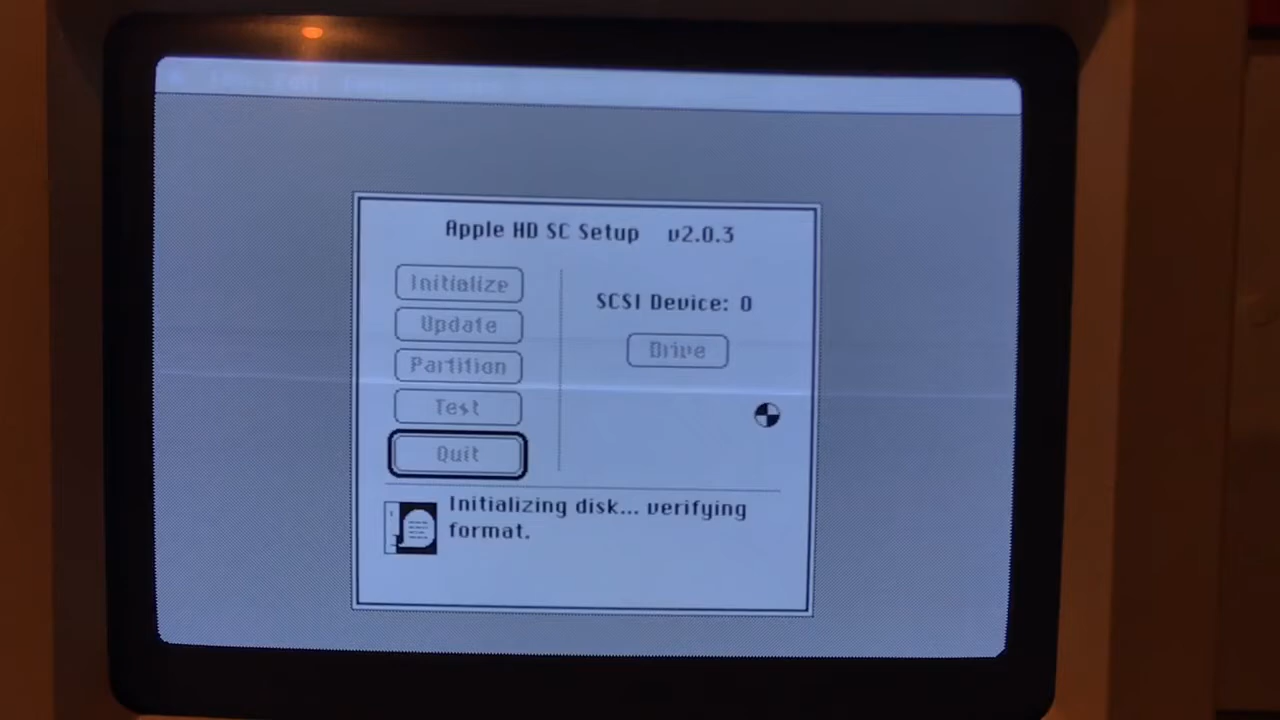 Apple HD SC Setup v2.0.3
Initialize
Update
Partition
Test
Quit
SCSI Device: 0
Drive
Initializing disk... verifying
format.